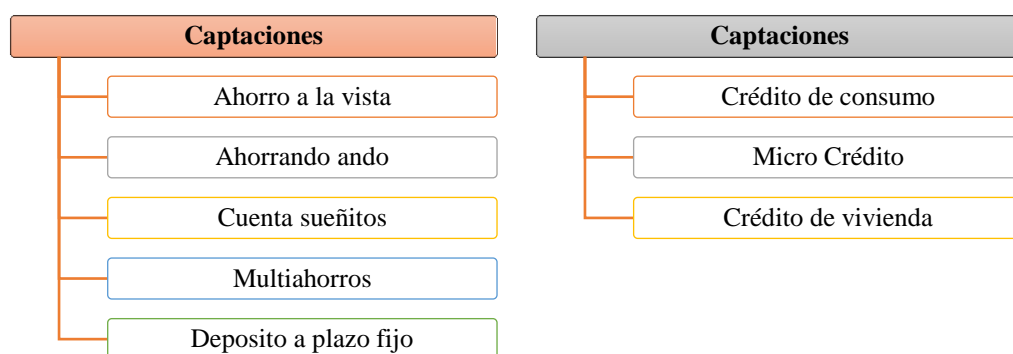 Captaciones
Ahorro a la vista
Ahorrando ando
Cuenta sueñitos
Multiahorros
Deposito a plazo fijo
Captaciones
Crédito de consumo
Micro Crédito
Crédito de vivienda